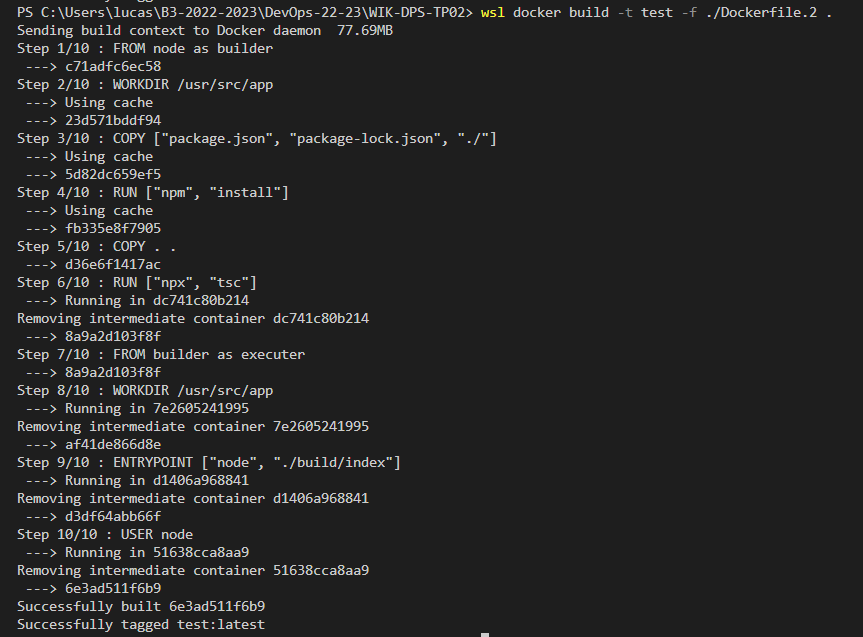 PS C:\Users\lucas\B3-2022-2023\DevOps-22-23\WIK-DPS-TP02> wsl docker build -t test -f ./Dockerfile.2 .
Sending build context to Docker daemon  77.69MB
Step 1/10 : FROM node as builder
 ---> c71adfc6ec58
Step 2/10 : WORKDIR /usr/src/app
 ---> Using cache
 ---> 23d571bddf94
Step 3/10 : COPY ["package.json", "package-lock.json", "./"]
 ---> Using cache
 ---> 5d82dc659ef5
Step 4/10 : RUN ["npm", "install"]
 ---> Using cache
 ---> fb335e8f7905
Step 5/10 : COPY . .
 ---> d36e6f1417ac
Step 6/10 : RUN ["npx", "tsc"]
 ---> Running in dc741c80b214
Removing intermediate container dc741c80b214
 ---> 8a9a2d103f8f
Step 7/10 : FROM builder as executer
 ---> 8a9a2d103f8f
Step 8/10 : WORKDIR /usr/src/app
 ---> Running in 7e2605241995
Removing intermediate container 7e2605241995
 ---> af41de866d8e
Step 9/10 : ENTRYPOINT ["node", "./build/index"]
 ---> Running in d1406a968841
Removing intermediate container d1406a968841
 ---> d3df64abb66f
Step 10/10 : USER node
 ---> Running in 51638cca8aa9
Removing intermediate container 51638cca8aa9
 ---> 6e3ad511f6b9
Successfully built 6e3ad511f6b9
Successfully tagged test:latest